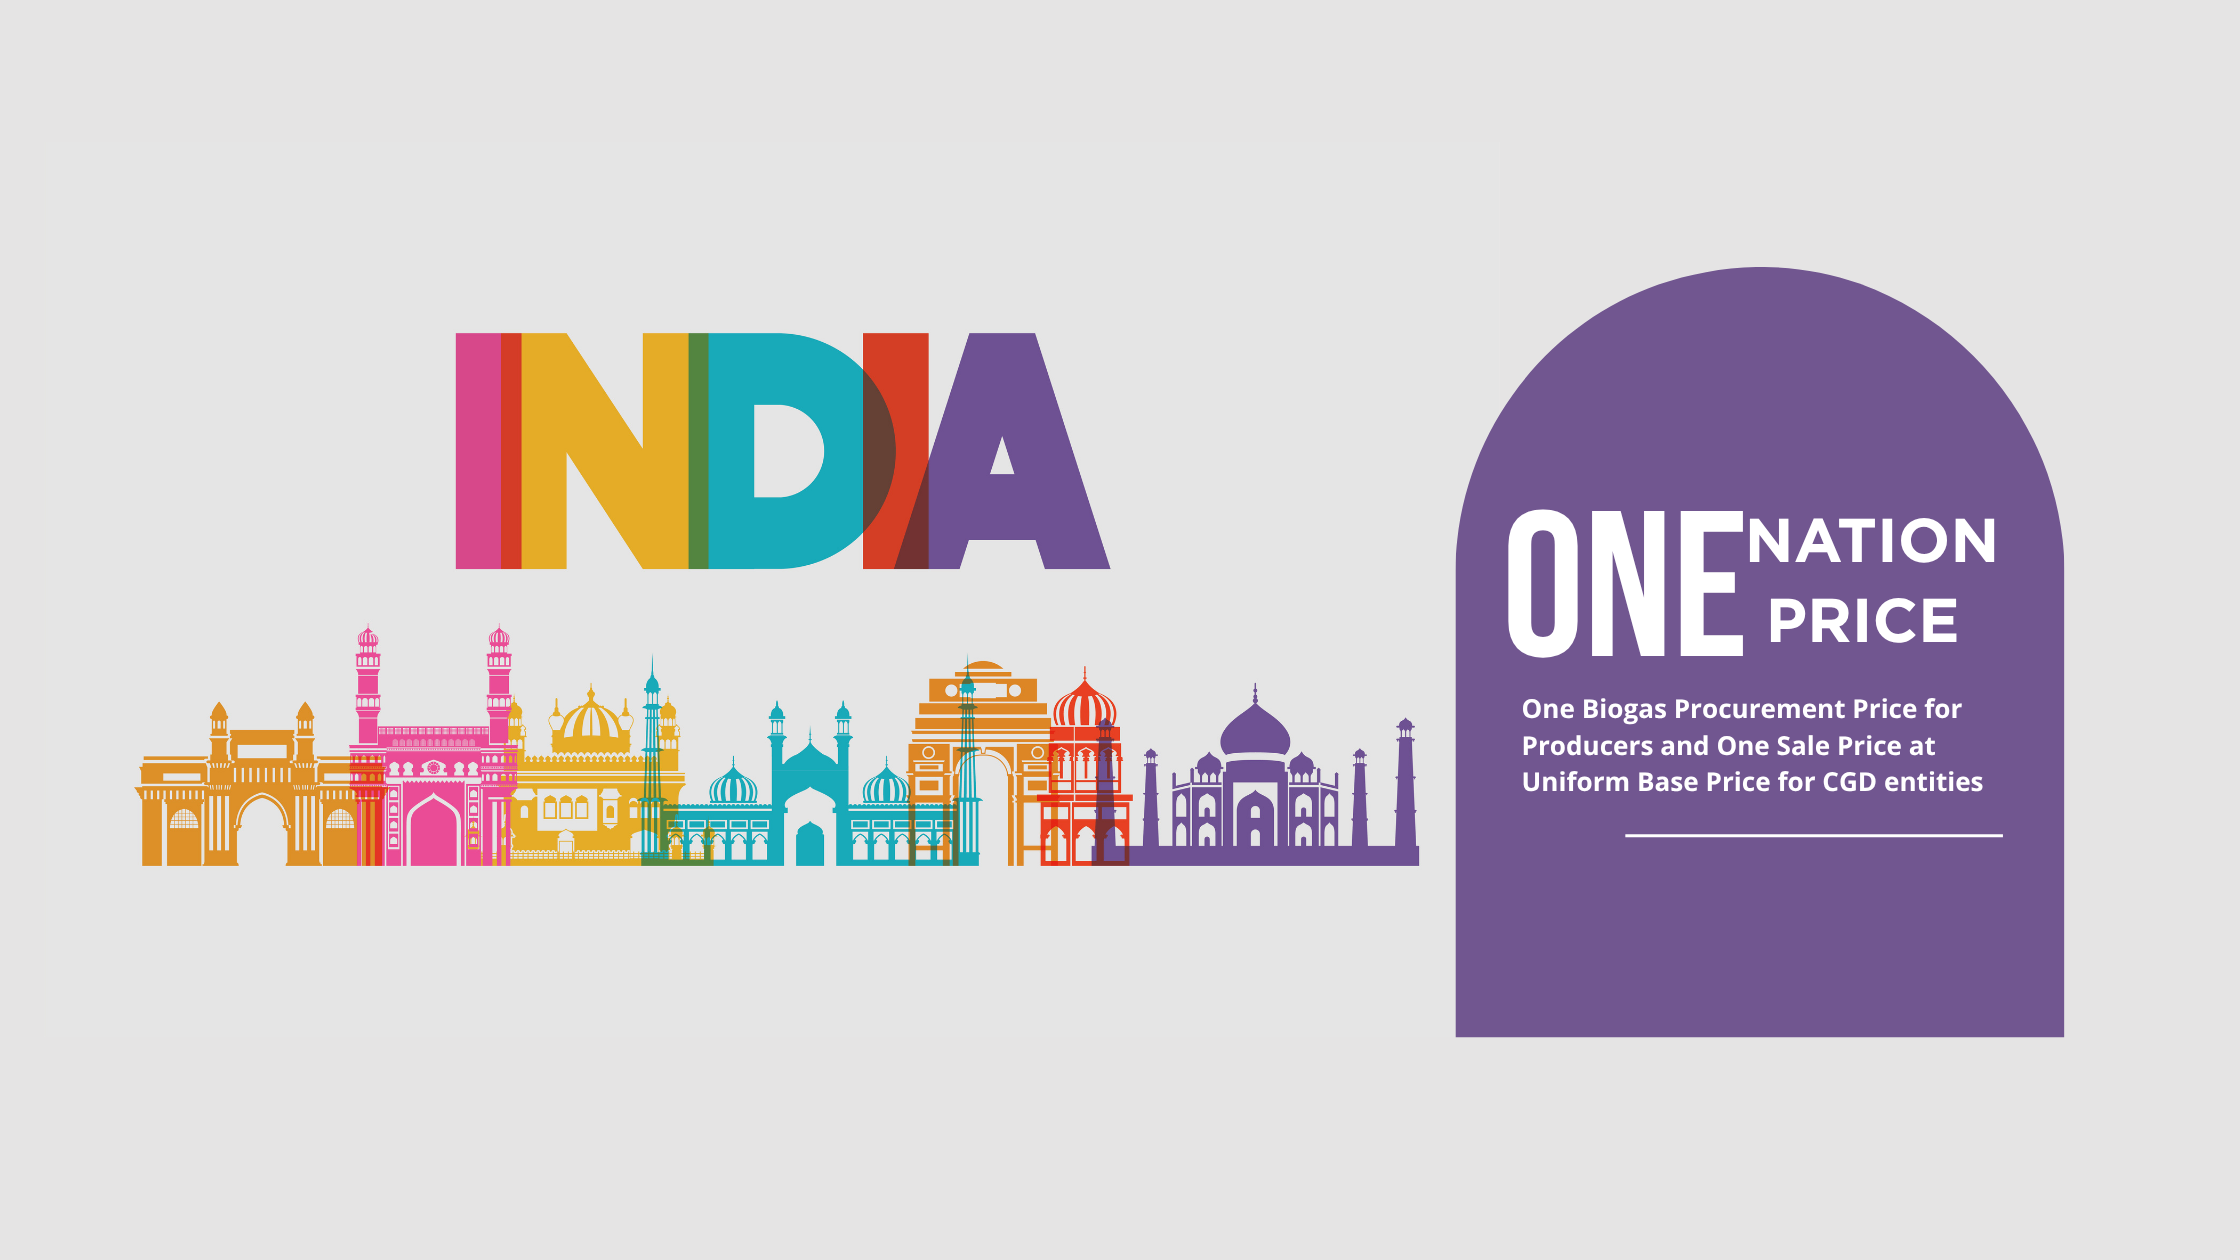 INDIA
ONE NATION
PRICE
One Biogas Procurement Price for
Producers and One Sale Price at
Uniform Base Price for CGD entities